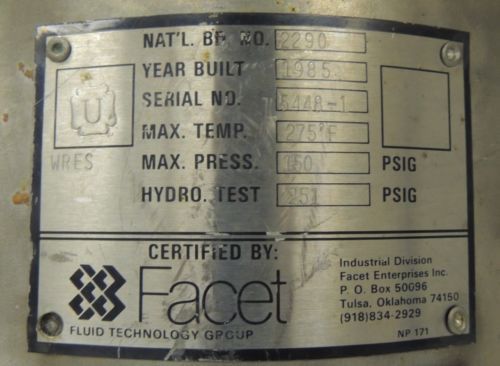 NAT'L. BD. NO. 2290
YEAR BUILT 1985
SERIAL NO. 5448-1
MAX. TEMP. 275°F
MAX. PRESS. 150 PSIG
HYDRO. TEST 251 PSIG
U
WRES
CERTIFIED BY:
Facet
FLUID TECHNOLOGY GROUP
Industrial Division
Facet Enterprises Inc.
P. O. Box 50696
Tulsa, Oklahoma 74150
(918)834-2929
NP 171